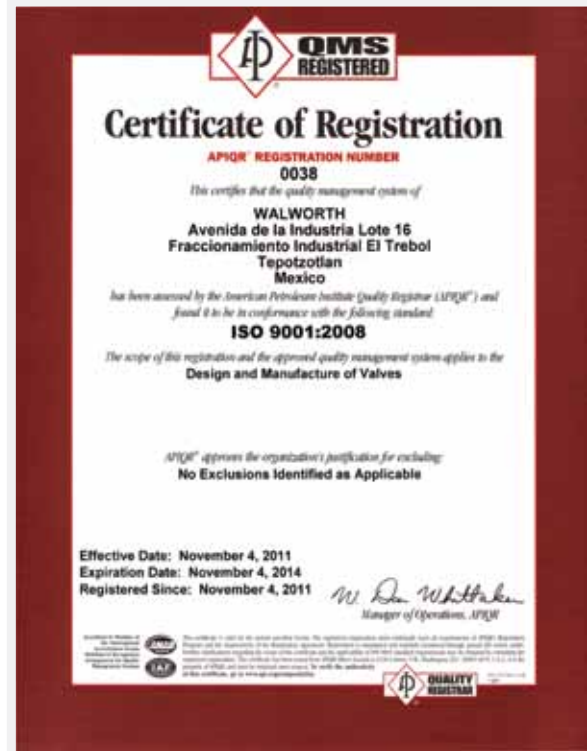 QMS
REGISTERED
Certificate of Registration
APIQR® REGISTRATION NUMBER
0038
This certifies that the quality management system of
WALWORTH
Avenida de la Industria Lote 16
Fraccionamiento Industrial El Trebol
Tepotzotlan
Mexico
has been assessed by the American Petroleum Institute Quality Registrar (APIQR®) and
found it to be in conformance with the following standard:
ISO 9001:2008
The scope of this registration and the approved quality management system applies to the
Design and Manufacture of Valves
APIQR® approves the organization's justification for excluding:
No Exclusions Identified as Applicable
Effective Date: November 4, 2011
Expiration Date: November 4, 2014
Registered Since: November 4, 2011
Manager of Operations, APIQR
QUALITY
REGISTRAR